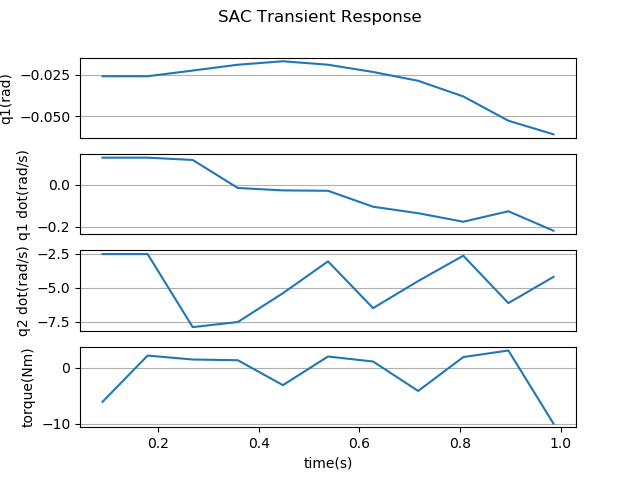 SAC Transient Response
q1(rad)
−0.025
−0.050
q1 dot(rad/s)
0.0
−0.2
q2 dot(rad/s)
−2.5
−5.0
−7.5
torque(Nm)
0
−10
0.2 0.4 0.6 0.8 1.0
time(s)